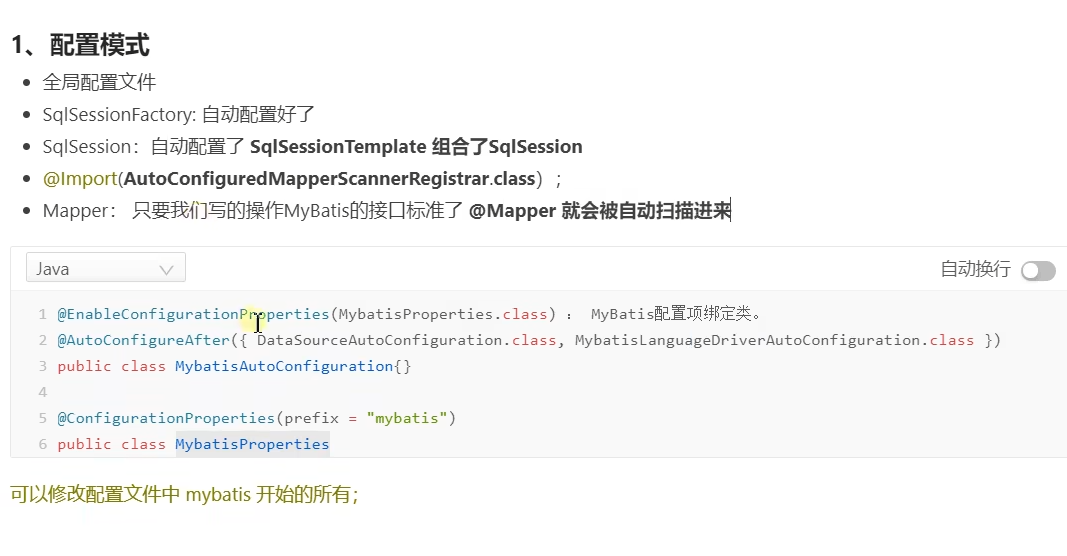 1、配置模式
全局配置文件
SqlSessionFactory: 自动配置好了
SqlSession：自动配置了 SqlSessionTemplate 组合了SqlSession
@Import(AutoConfiguredMapperScannerRegistrar.class）；
Mapper： 只要我们写的操作MyBatis的接口标准了 @Mapper 就会被自动扫描进来
Java
自动换行
1 @EnableConfigurationProperties(MybatisProperties.class) ： MyBatis配置项绑定类。
2 @AutoConfigureAfter({ DataSourceAutoConfiguration.class, MybatisLanguageDriverAutoConfiguration.class })
3 public class MybatisAutoConfiguration{}
4
5 @ConfigurationProperties(prefix = "mybatis")
6 public class MybatisProperties
可以修改配置文件中 mybatis 开始的所有；